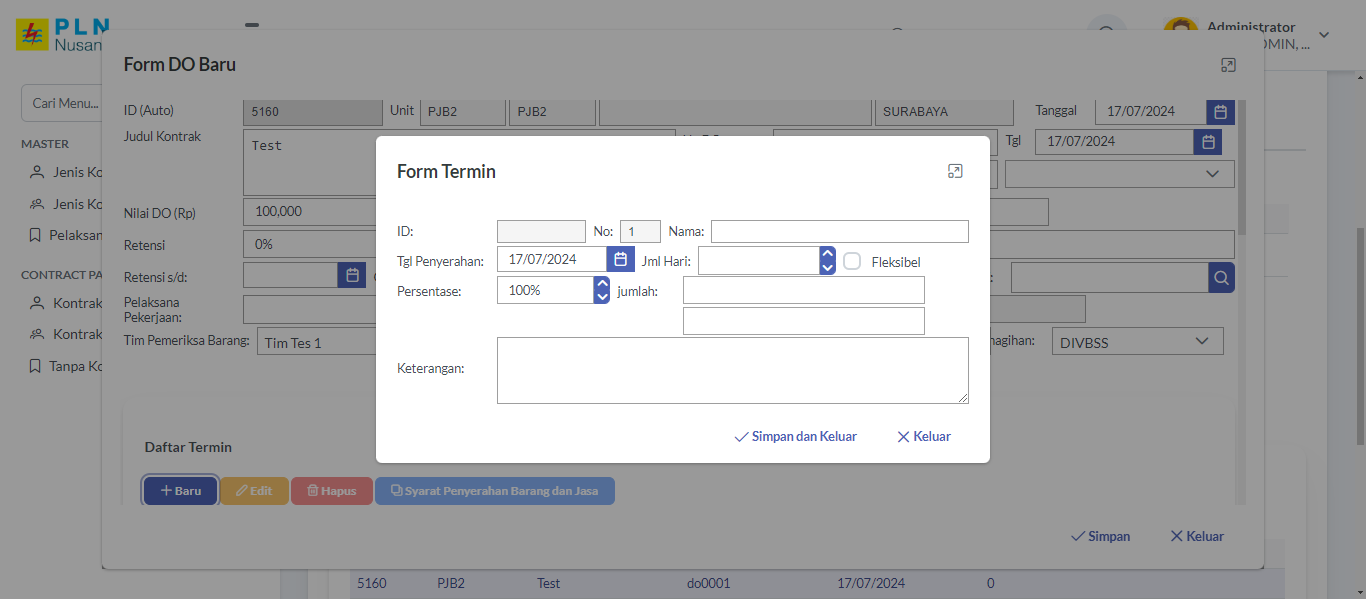 PLN
Nusan
Administrator
DMIN, ...
Form DO Baru
Cari Menu...
ID (Auto) 5160 Unit PJB2 PJB2 SURABAYA Tanggal 17/07/2024
MASTER
Judul Kontrak Test Tgl 17/07/2024
Jenis Ko
Jenis Ko
Pelaksan
Nilai DO (Rp) 100,000
Retensi 0%
CONTRACT PA
Retensi s/d:
Kontrak
Pelaksana
Pekerjaan:
Kontrak
Tim Pemeriksa Barang: Tim Tes 1 nagihan: DIVBSS
Tanpa Ko
Form Termin
ID: No: 1 Nama:
Tgl Penyerahan: 17/07/2024 Jml Hari: Fleksibel
Persentase: 100% jumlah:
Keterangan:
Simpan dan Keluar Keluar
Daftar Termin
Baru Edit Hapus Syarat Penyerahan Barang dan Jasa
Simpan Keluar
5160 PJB2 Test do0001 17/07/2024 0